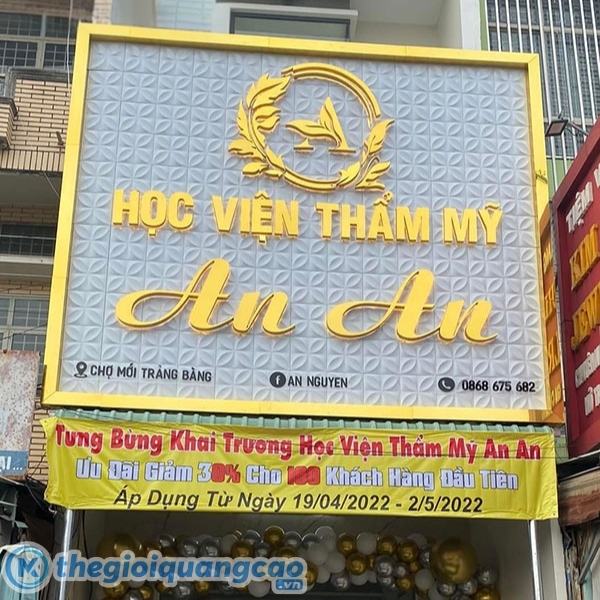 HỌC VIỆN THẨM MỸ
An An
CHỢ MỚI TRẢNG BÀNG
AN NGUYEN
0868 675 682
Tưng Bừng Khai Trương Học Viện Thẩm Mỹ An An
Ưu Đãi Giảm 30% Cho 100 Khách Hàng Đầu Tiên
Áp Dụng Từ Ngày 19/04/2022 - 2/5/2022
TIỆM
KIM
thegioiquangcao.vn